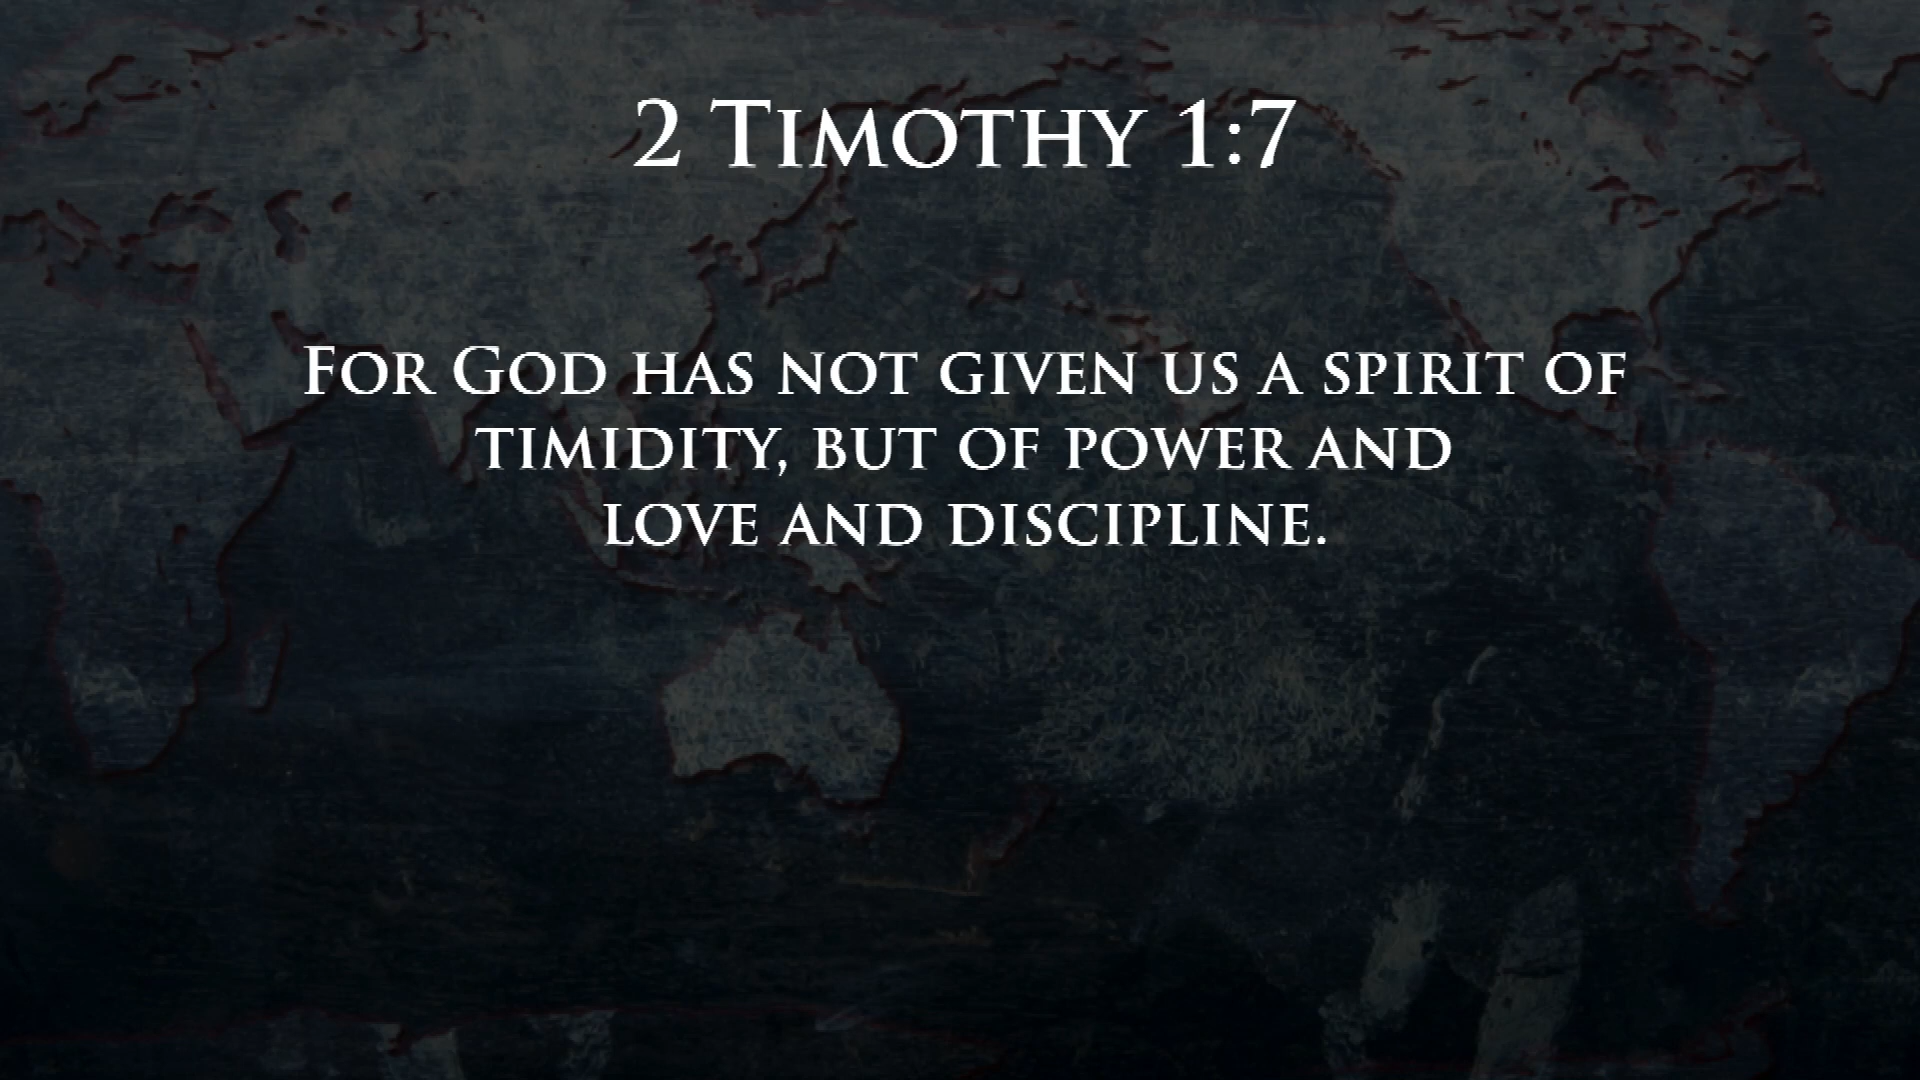 2 Timothy 1:7
For God has not given us a spirit of
timidity, but of power and
love and discipline.